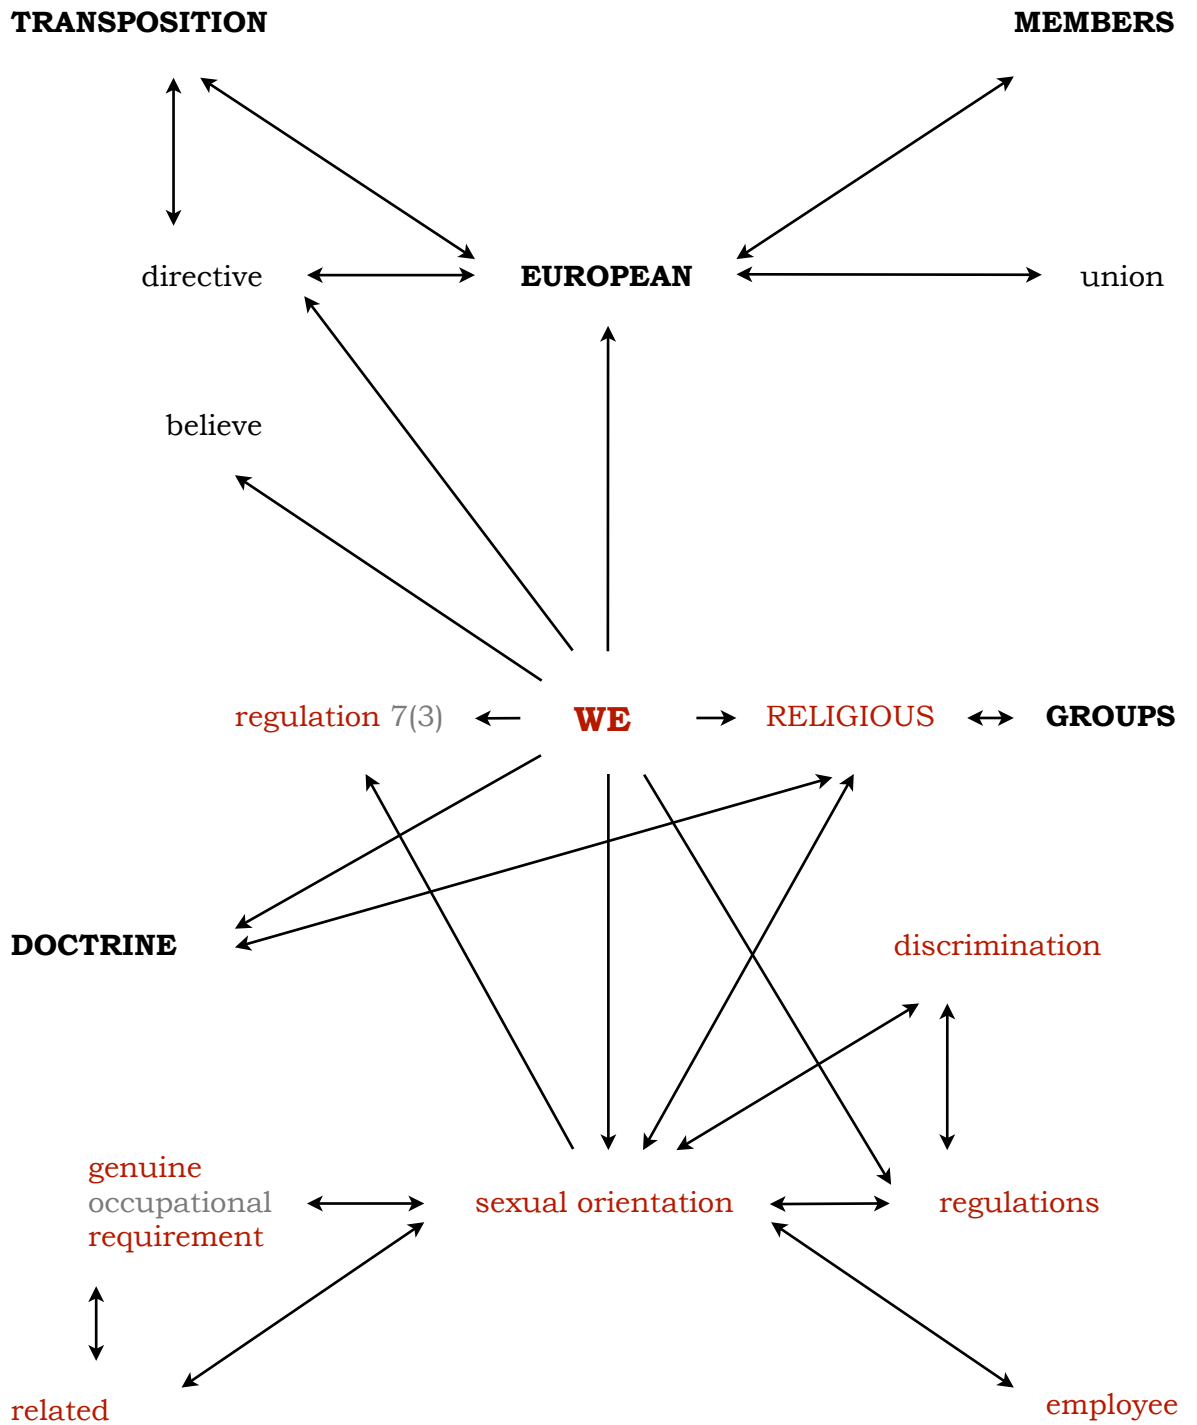 TRANSPOSITION MEMBERS
directive EUROPEAN union
believe
regulation 7(3) WE RELIGIOUS GROUPS
DOCTRINE discrimination
genuine
occupational sexual orientation regulations
requirement
related employee